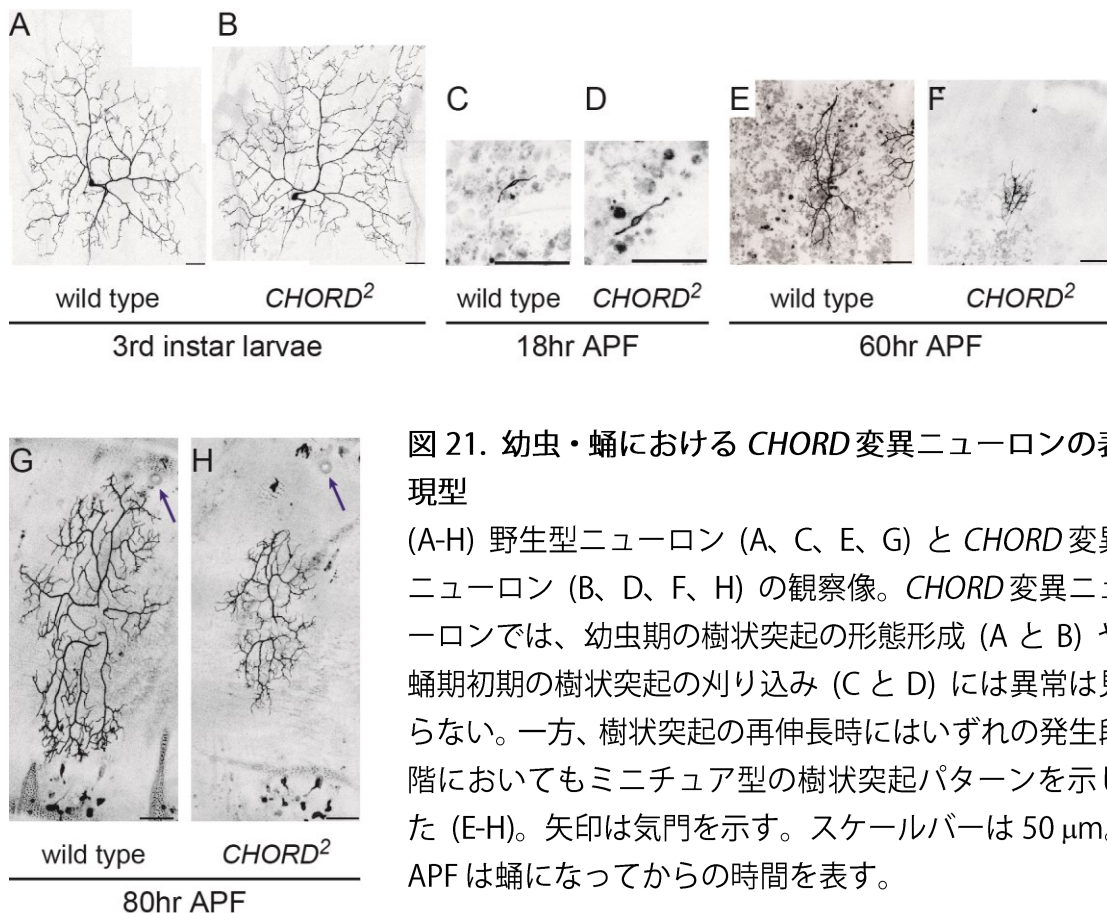 A
B
C
D
E
F
wild type
CHORD²
wild type
CHORD²
wild type
CHORD²
3rd instar larvae
18hr APF
60hr APF
G
H
wild type
CHORD²
80hr APF
図 21. 幼虫・蛹における CHORD 変異ニューロンの表
現型
(A-H) 野生型ニューロン (A、C、E、G) と CHORD 変異
ニューロン (B、D、F、H) の観察像。CHORD 変異ニュ
ーロンでは、幼虫期の樹状突起の形態形成 (A と B) や
蛹期初期の樹状突起の刈り込み (C と D) には異常は見
らない。一方、樹状突起の再伸長時にはいずれの発生段
階においてもミニチュア型の樹状突起パターンを示し
た (E-H)。矢印は気門を示す。スケールバーは 50 μm。
APF は蛹になってからの時間を表す。